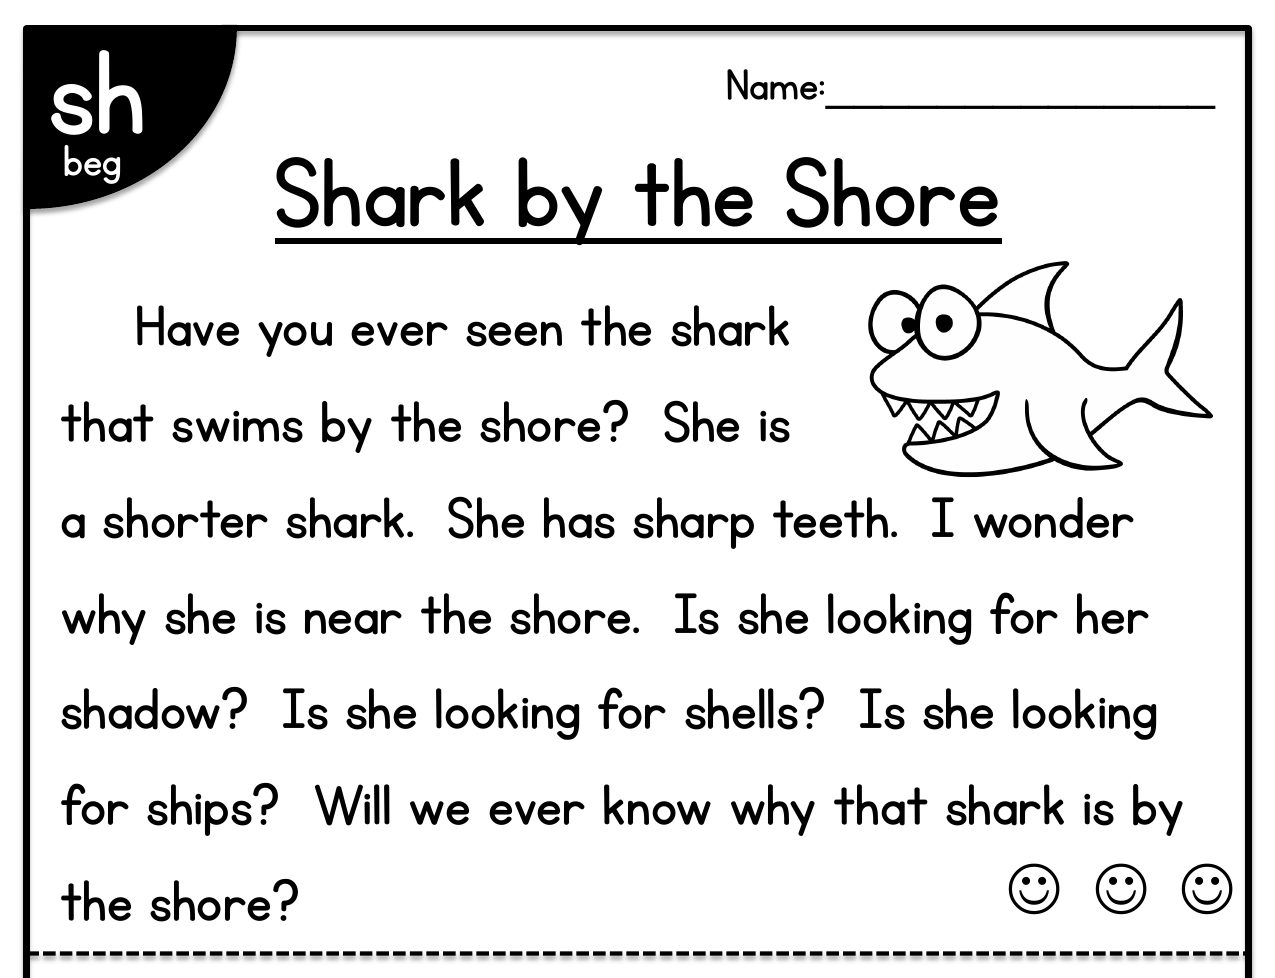 sh
beg
Name:
Shark by the Shore
Have you ever seen the shark
that swims by the shore? She is
a shorter shark. She has sharp teeth. I wonder
why she is near the shore. Is she looking for her
shadow? Is she looking for shells? Is she looking
for ships? Will we ever know why that shark is by
the shore?